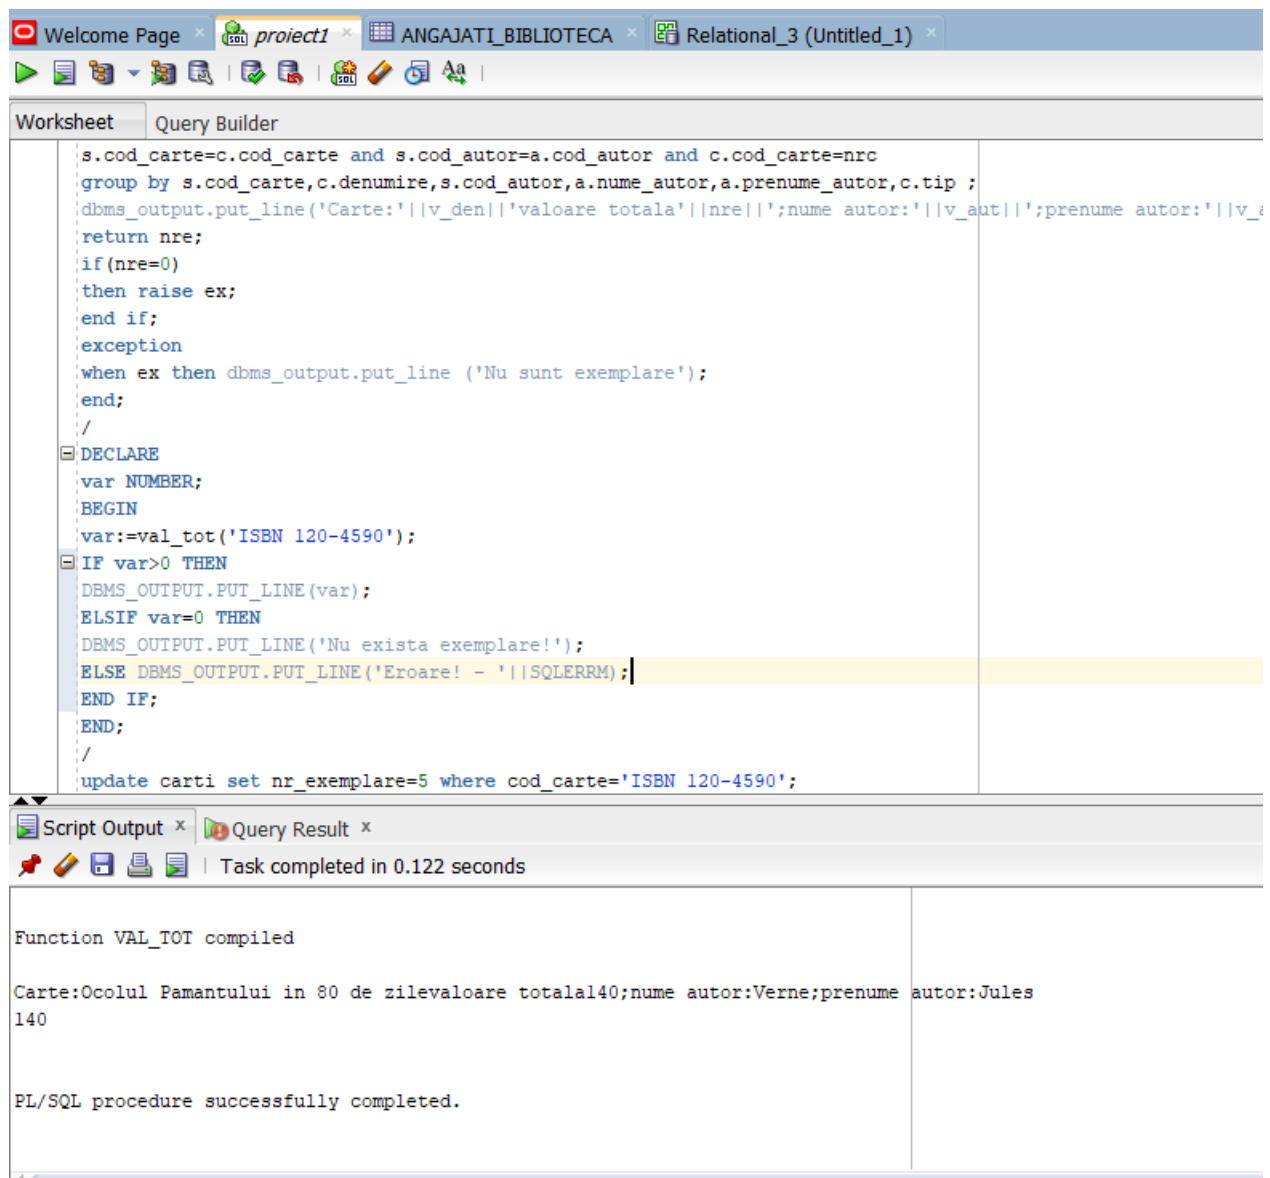 Welcome Page
proiect1
ANGAJATI_BIBLIOTECA
Relational_3 (Untitled_1)
Worksheet
Query Builder
s.cod_carte=c.cod_carte and s.cod_autor=a.cod_autor and c.cod_carte=nrc
group by s.cod_carte,c.denumire,s.cod_autor,a.nume_autor,a.prenume_autor,c.tip ;
dbms_output.put_line('Carte:'||v_den||'valoare totala'||nre||';nume autor:'||v_aut||';prenume autor:'||v_
return nre;
if(nre=0)
then raise ex;
end if;
exception
when ex then dbms_output.put_line ('Nu sunt exemplare');
end;
/
DECLARE
var NUMBER;
BEGIN
var:=val_tot('ISBN 120-4590');
IF var>0 THEN
DBMS_OUTPUT.PUT_LINE(var);
ELSIF var=0 THEN
DBMS_OUTPUT.PUT_LINE('Nu exista exemplare!');
ELSE DBMS_OUTPUT.PUT_LINE('Eroare! - '||SQLERRM);
END IF;
END;
/
update carti set nr_exemplare=5 where cod_carte='ISBN 120-4590';
Script Output
Query Result
Task completed in 0.122 seconds
Function VAL_TOT compiled
Carte:Ocolul Pamantului in 80 de zilevaloare totala140;nume autor:Verne;prenume autor:Jules
140
PL/SQL procedure successfully completed.